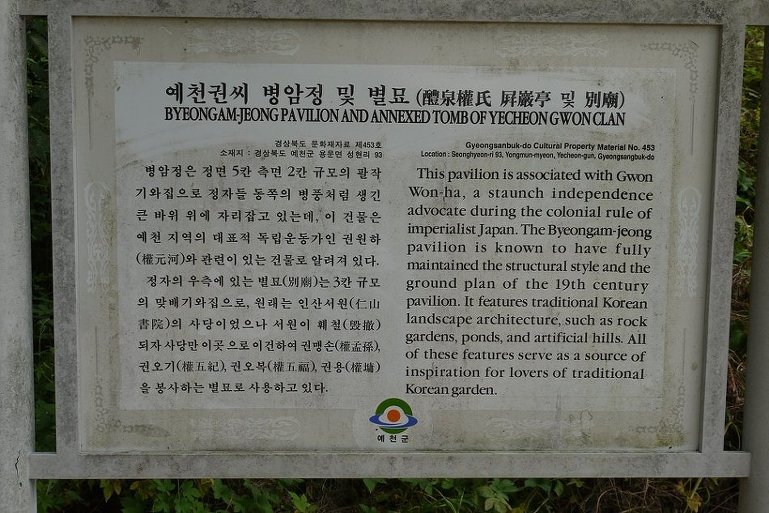 예천권씨 병암정 및 별묘 (醴泉權氏 屛巖亭 및 別廟)
BYEONGAM-JEONG PAVILION AND ANNEXED TOMB OF YECHEON GWON CLAN
경상북도 문화재자료 제453호
소재지 : 경상북도 예천군 용문면 성현리 93
병암정은 정면 5칸 측면 2칸 규모의 팔작
기와집으로 정자들 동쪽의 병풍처럼 생긴
큰 바위 위에 자리잡고 있는데, 이 건물은
예천 지역의 대표적 독립운동가인 권원하
(權元河)와 관련이 있는 건물로 알려져 있다.
정자의 우측에 있는 별묘(別廟)는 3칸 규모
의 맞배기와집으로, 원래는 인산서원(仁山
書院)의 사당이었으나 서원이 훼철(毁撤)
되자 사당만 이곳으로 이건하여 권맹손(權孟孫),
권오기(權五紀), 권오복(權五福), 권용(權墉)
을 봉사하는 별묘로 사용하고 있다.
Gyeongsanbuk-do Cultural Property Material No. 453
Location : Seonghyeon-ri 93, Yongmun-myeon, Yecheon-gun, Gyeongsangbuk-do
This pavilion is associated with Gwon
Won-ha, a staunch independence
advocate during the colonial rule of
imperialist Japan. The Byeongam-jeong
pavilion is known to have fully
maintained the structural style and the
ground plan of the 19th century
pavilion. It features traditional Korean
landscape architecture, such as rock
gardens, ponds, and artificial hills. All
of these features serve as a source of
inspiration for lovers of traditional
Korean garden.
예천군